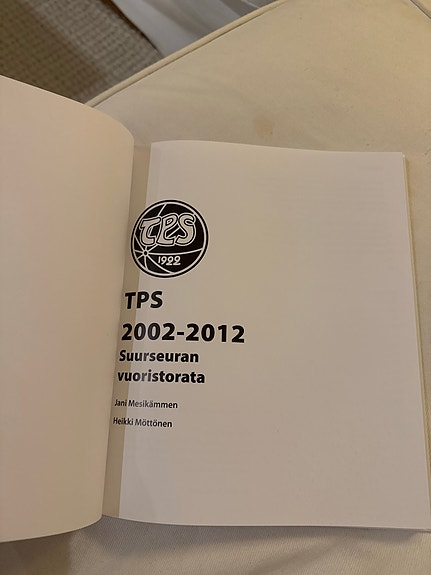 TPS
1922
TPS
2002-2012
Suurseuran
vuoristorata
Jani Mesikämmen
Heikki Möttönen